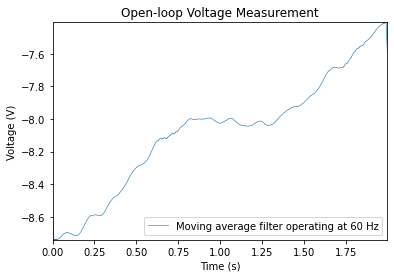 Open-loop Voltage Measurement
Voltage (V)
−7.6
−7.8
−8.0
−8.2
−8.4
−8.6
Moving average filter operating at 60 Hz
0.00 0.25 0.50 0.75 1.00 1.25 1.50 1.75
Time (s)